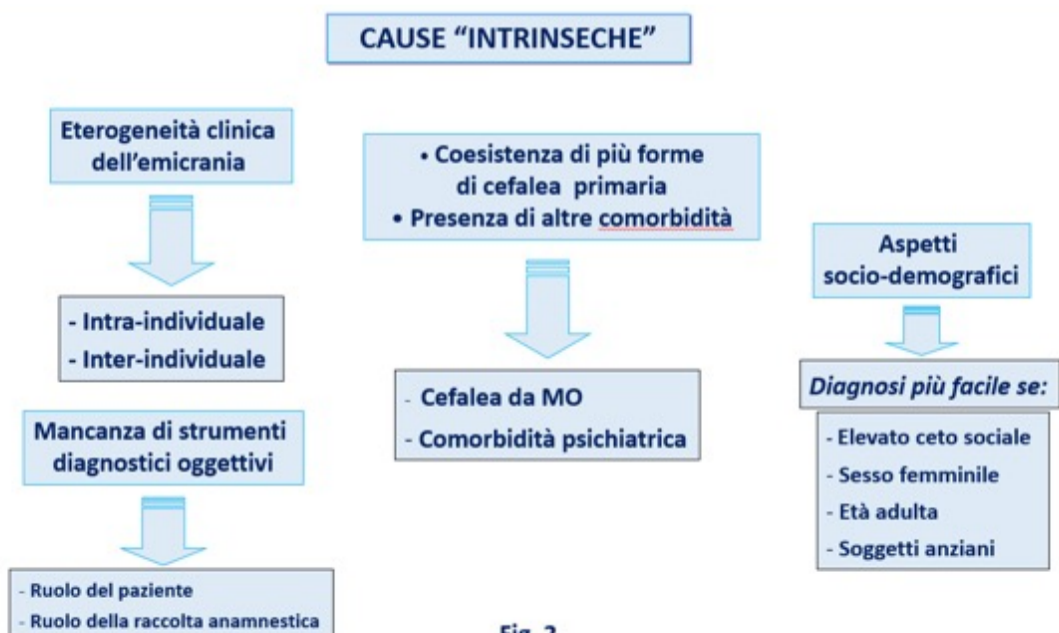 CAUSE “INTRINSECHE”
Eterogeneità clinica
dell’emicrania
- Intra-individuale
- Inter-individuale
Mancanza di strumenti
diagnostici oggettivi
- Ruolo del paziente
- Ruolo della raccolta anamnestica
• Coesistenza di più forme
di cefalea primaria
• Presenza di altre comorbidità
- Cefalea da MO
- Comorbidità psichiatrica
Aspetti
socio-demografici
Diagnosi più facile se:
- Elevato ceto sociale
- Sesso femminile
- Età adulta
- Soggetti anziani
Fig. 2